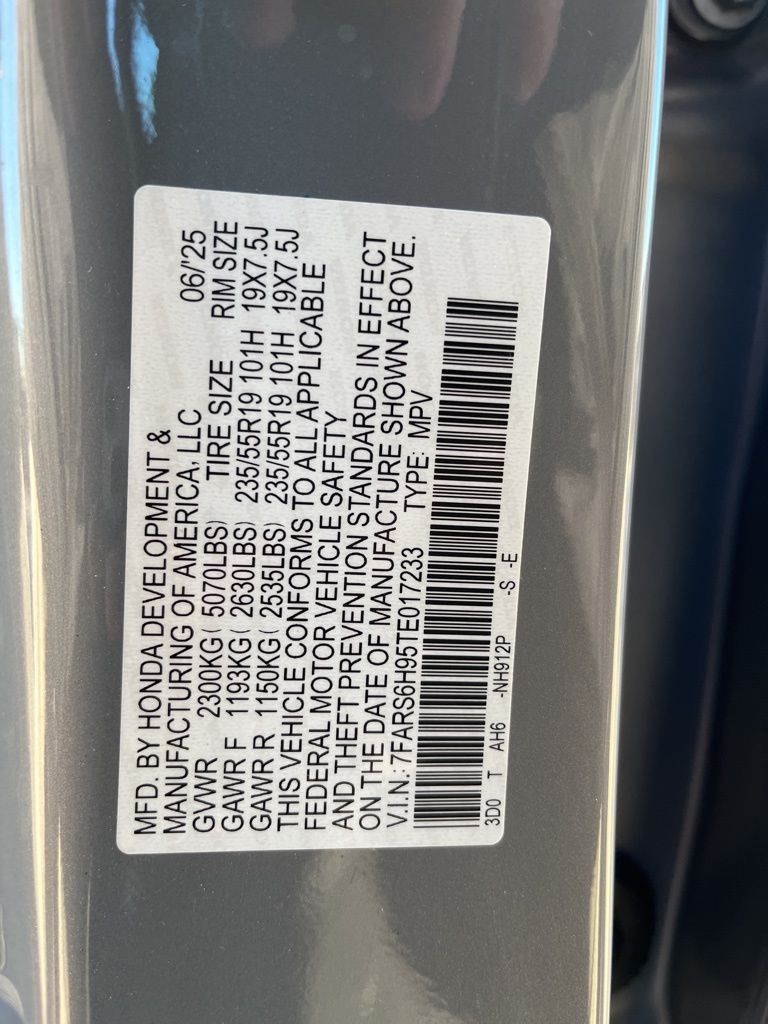 MFD. BY HONDA DEVELOPMENT &
MANUFACTURING OF AMERICA, LLC 06/'25
GVWR 2300KG( 5070LBS) TIRE SIZE RIM SIZE
GAWR F 1193KG( 2630LBS) 235/55R19 101H 19X7.5J
GAWR R 1150KG( 2535LBS) 235/55R19 101H 19X7.5J
THIS VEHICLE CONFORMS TO ALL APPLICABLE
FEDERAL MOTOR VEHICLE SAFETY
AND THEFT PREVENTION STANDARDS IN EFFECT
ON THE DATE OF MANUFACTURE SHOWN ABOVE.
V.I.N.: 7FARS6H95TE017233 TYPE: MPV
3D0 T AH6 -NH912P -S -E